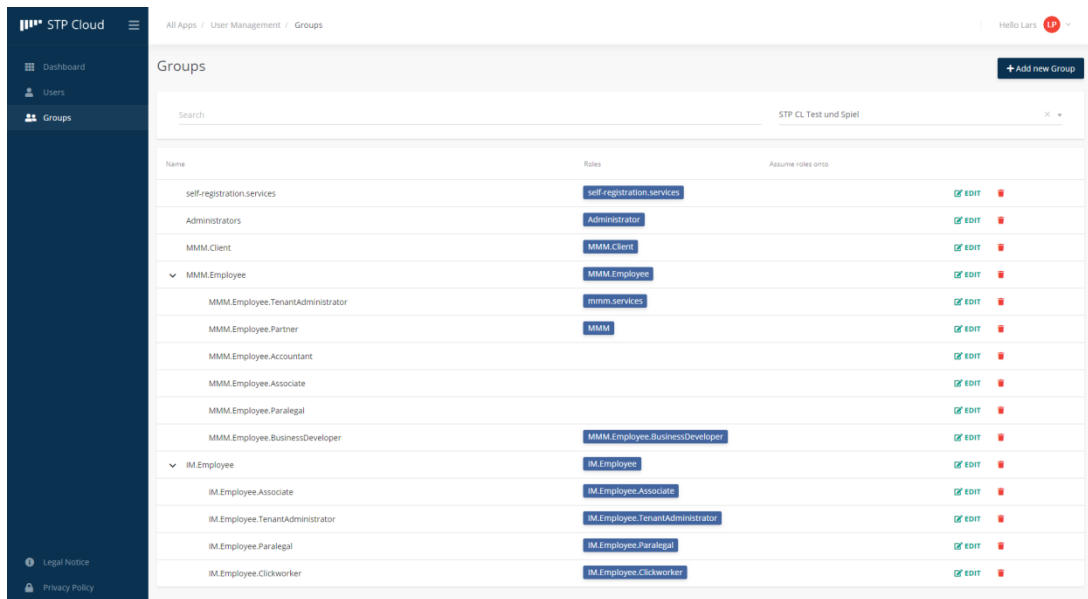 STP Cloud
All Apps / User Management / Groups
Hello Lars LP
Dashboard
Users
Groups
Legal Notice
Privacy Policy
Groups
+ Add new Group
Search
STP CL Test und Spiel
Name Roles Assume roles onto
self-registration.services self-registration.services EDIT
Administrators Administrator EDIT
MMM.Client MMM.Client EDIT
MMM.Employee MMM.Employee EDIT
MMM.Employee.TenantAdministrator mmm.services EDIT
MMM.Employee.Partner MMM EDIT
MMM.Employee.Accountant EDIT
MMM.Employee.Associate EDIT
MMM.Employee.Paralegal EDIT
MMM.Employee.BusinessDeveloper MMM.Employee.BusinessDeveloper EDIT
IM.Employee IM.Employee EDIT
IM.Employee.Associate IM.Employee.Associate EDIT
IM.Employee.TenantAdministrator IM.Employee.TenantAdministrator EDIT
IM.Employee.Paralegal IM.Employee.Paralegal EDIT
IM.Employee.Clickworker IM.Employee.Clickworker EDIT